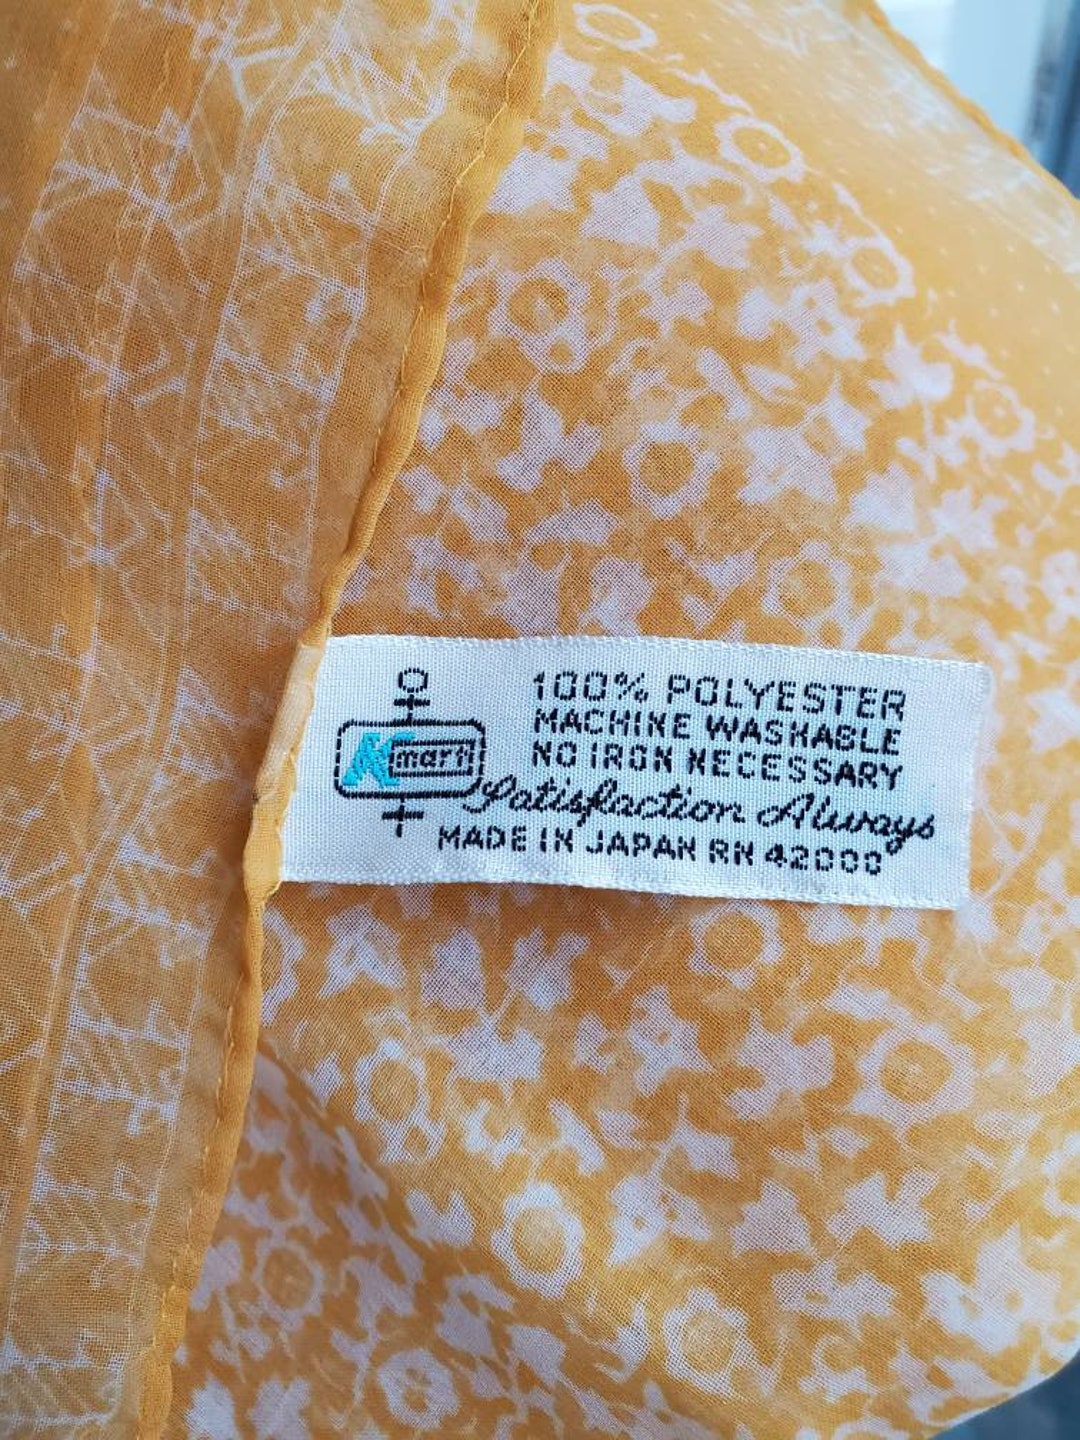 100% POLYESTER
MACHINE WASHABLE
NO IRON NECESSARY
Kmart
Satisfaction Always
MADE IN JAPAN RN 42000